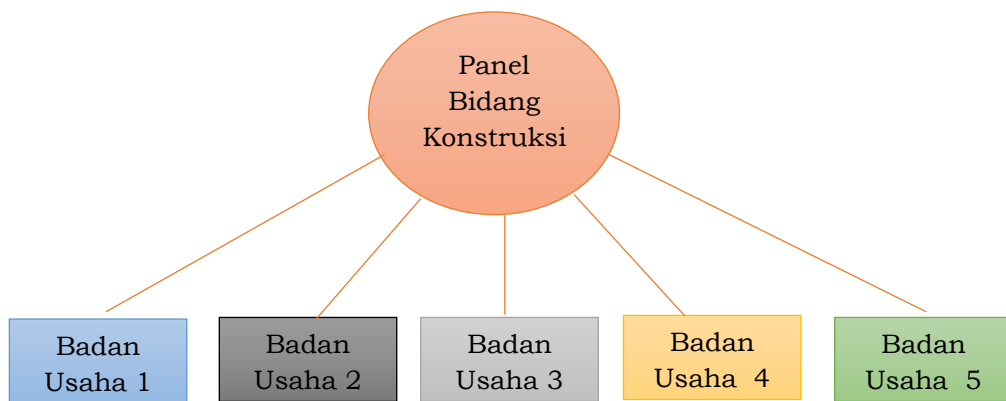 Panel
Bidang
Konstruksi
Badan
Usaha 1
Badan
Usaha 2
Badan
Usaha 3
Badan
Usaha  4
Badan
Usaha  5